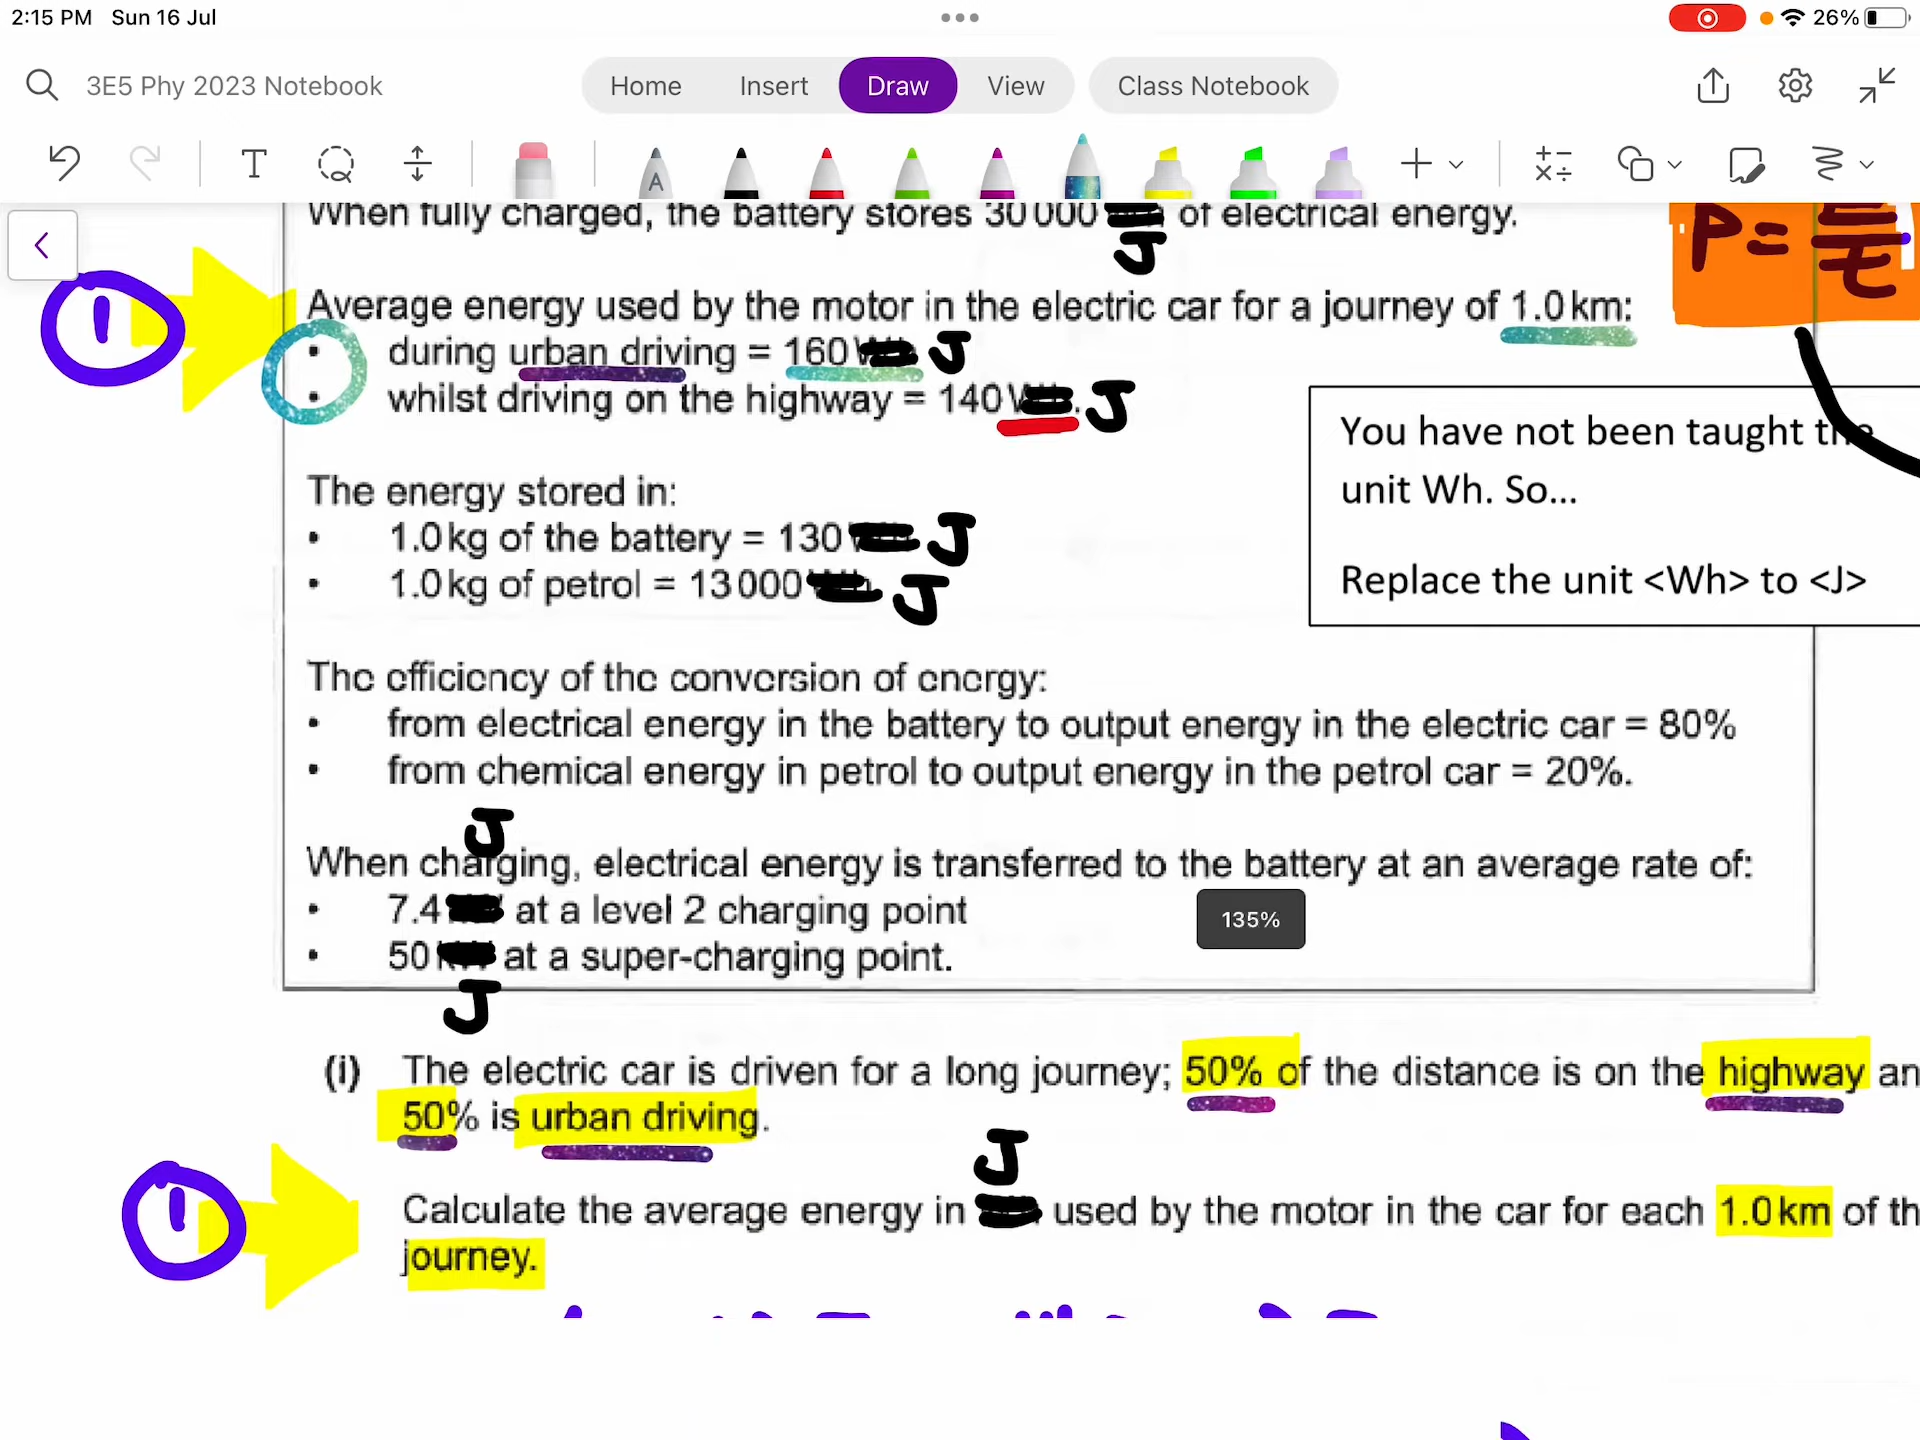 2:15 PM Sun 16 Jul
26%
3E5 Phy 2023 Notebook
Home Insert Draw View Class Notebook
T
A
When fully charged, the battery stores 30 000 of electrical energy.
J
P = E/t
1
Average energy used by the motor in the electric car for a journey of 1.0 km:
• during urban driving = 160 J
• whilst driving on the highway = 140 J
You have not been taught the
unit Wh. So...
Replace the unit <Wh> to <J>
The energy stored in:
• 1.0 kg of the battery = 130 J
• 1.0 kg of petrol = 13 000 J
The efficiency of the conversion of energy:
• from electrical energy in the battery to output energy in the electric car = 80%
• from chemical energy in petrol to output energy in the petrol car = 20%.
J
When charging, electrical energy is transferred to the battery at an average rate of:
• 7.4 at a level 2 charging point
• 50 at a super-charging point.
J
135%
(i) The electric car is driven for a long journey; 50% of the distance is on the highway an
50% is urban driving.
J
1
Calculate the average energy in used by the motor in the car for each 1.0 km of th
journey.